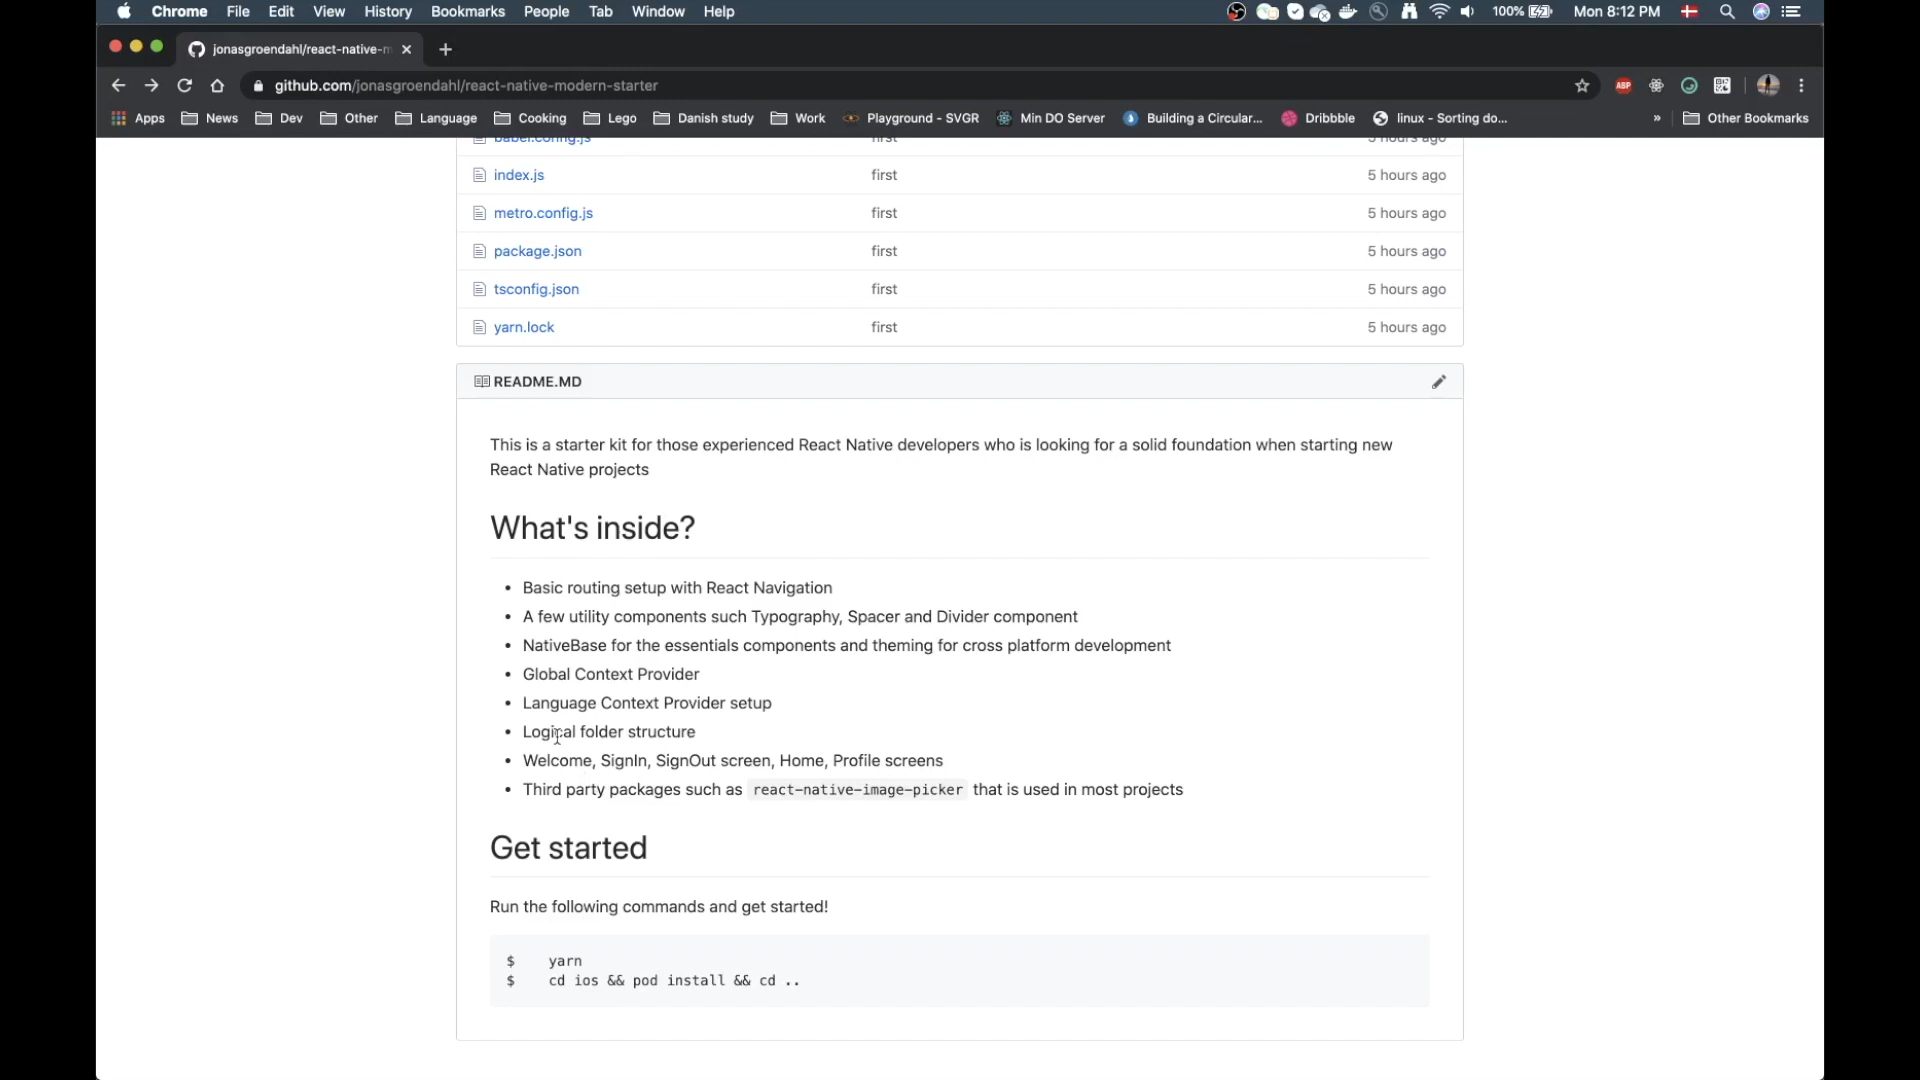 Chrome File Edit View History Bookmarks People Tab Window Help 100% Mon 8:12 PM
jonasgroendahl/react-native-m
github.com/jonasgroendahl/react-native-modern-starter ABP
Apps News Dev Other Language Cooking Lego Danish study Work Playground - SVGR Min DO Server Building a Circular... Dribbble linux - Sorting do... » Other Bookmarks
babel.config.js first 5 hours ago
index.js first 5 hours ago
metro.config.js first 5 hours ago
package.json first 5 hours ago
tsconfig.json first 5 hours ago
yarn.lock first 5 hours ago
README.MD
This is a starter kit for those experienced React Native developers who is looking for a solid foundation when starting new
React Native projects
What's inside?
• Basic routing setup with React Navigation
• A few utility components such Typography, Spacer and Divider component
• NativeBase for the essentials components and theming for cross platform development
• Global Context Provider
• Language Context Provider setup
• Logical folder structure
• Welcome, SignIn, SignOut screen, Home, Profile screens
• Third party packages such as react-native-image-picker that is used in most projects
Get started
Run the following commands and get started!
$ yarn
$ cd ios && pod install && cd ..